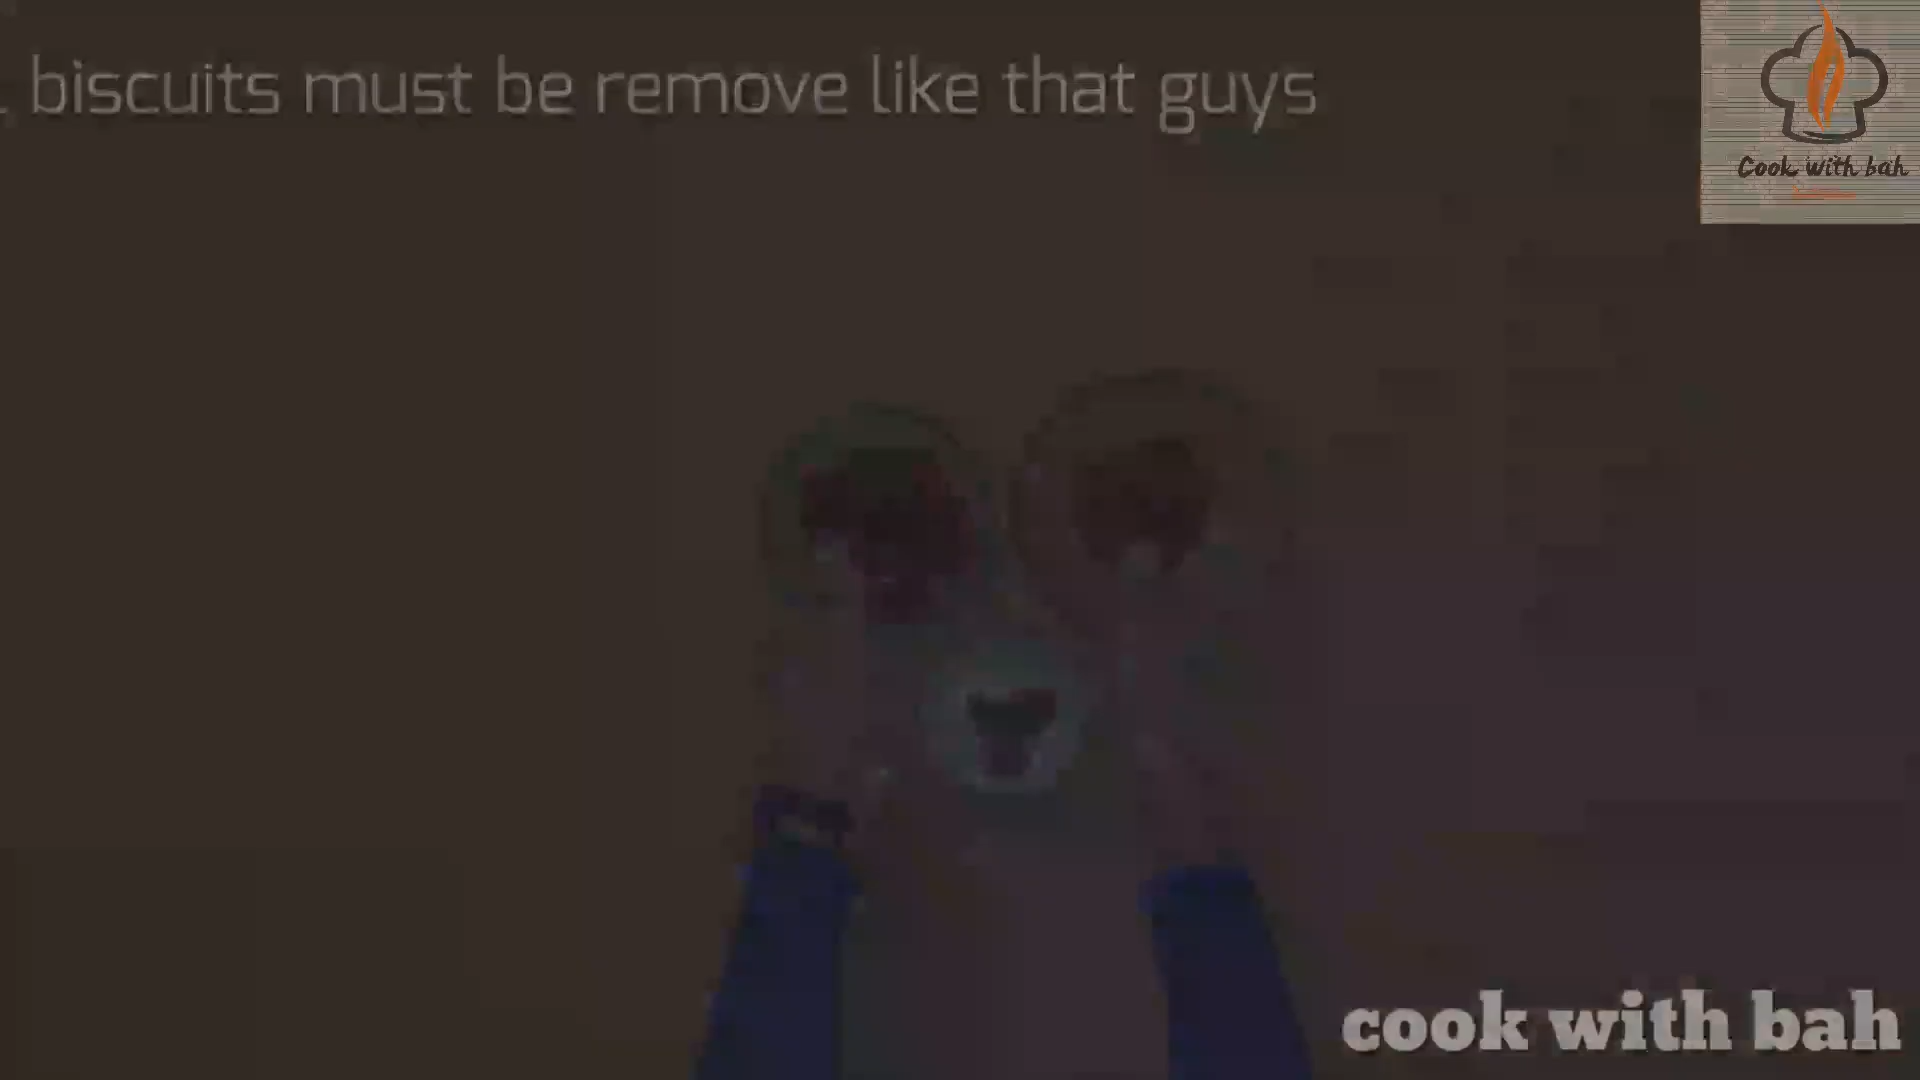 . biscuits must be remove like that guys
Cook with bah
cook with bah